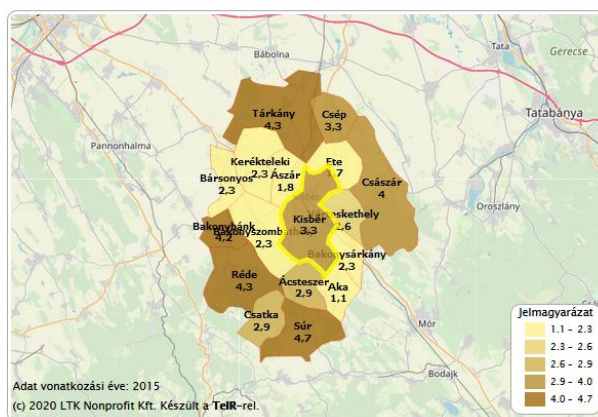 Bábolna
Tata
Gerecse
Tatabánya
Tárkány
4,3
Csép
3,3
Pannonhalma
Kerékteleki
2,3
Ászár
1,8
Ete
1,7
Bársonyos
2,3
Császár
4
Oroszlány
Kisbér
3,3
2,6
Bakonybánk
4,2
Bakonyszombathely
2,3
Bakonysárkány
2,3
Réde
4,3
Ácsteszér
2,9
Aka
1,1
Csatka
2,9
Súr
4,7
Mór
Bodajk
Jelmagyarázat
1.1 - 2.3
2.3 - 2.6
2.6 - 2.9
2.9 - 4.0
4.0 - 4.7
Adat vonatkozási éve: 2015
(c) 2020 LTK Nonprofit Kft. Készült a TeIR-rel.